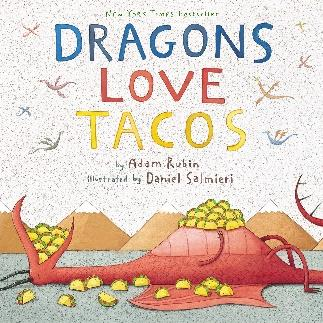 New York Times bestseller
DRAGONS
LOVE
TACOS
by Adam Rubin
illustrated by Daniel Salmieri